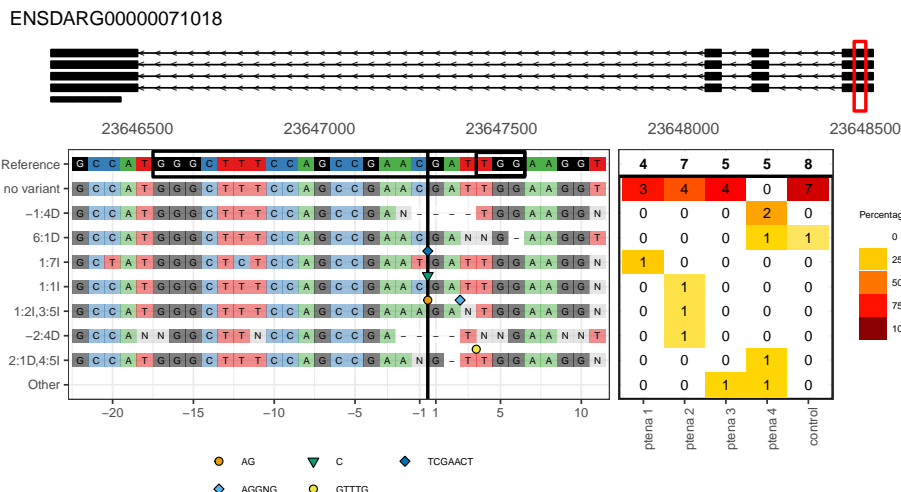 ENSDARG00000071018
23646500 23647000 23647500 23648000 23648500
Reference G C C A T G G G C T T T C C A G C C G A A C G A T T G G A A G G T 4 7 5 5 8
no variant G C C A T G G G C T T T C C A G C C G A A C G A T T G G A A G G T 3 4 4 0 7
−1:4D G C C A T G G G C T T T C C A G C C G A N - - - - T G G A A G G N 0 0 0 2 0
6:1D G C C A T G G G C T T T C C A G C C G A A C G A N N G - A A G G T 0 0 0 1 1
1:7I G C T A T G G G C T C T C C A G C C G A A T G A T T G G A A G G N 1 0 0 0 0
1:1I G C C A T G G G C T T T C C A G C C G A A C G A T T G G A A G G N 0 1 0 0 0
1:2I,3:5I G C C A T G G G C T T T C C A G C C G A A A G A N T G G A A G G N 0 1 0 0 0
−2:4D G C C A N N G G C T T N C C A G C C G A - - - - T N N G A A N N T 0 1 0 0 0
2:1D,4:5I G C C A T G G G C T T T C C A G C C G A A N G - T T G G A A G G N 0 0 0 1 0
Other 0 0 1 1 0
−20 −15 −10 −5 −1 1 5 10
ptena 1 ptena 2 ptena 3 ptena 4 control
Percentag
0
25
50
75
10
AG C TCGAACT
AGGNG GTTTG